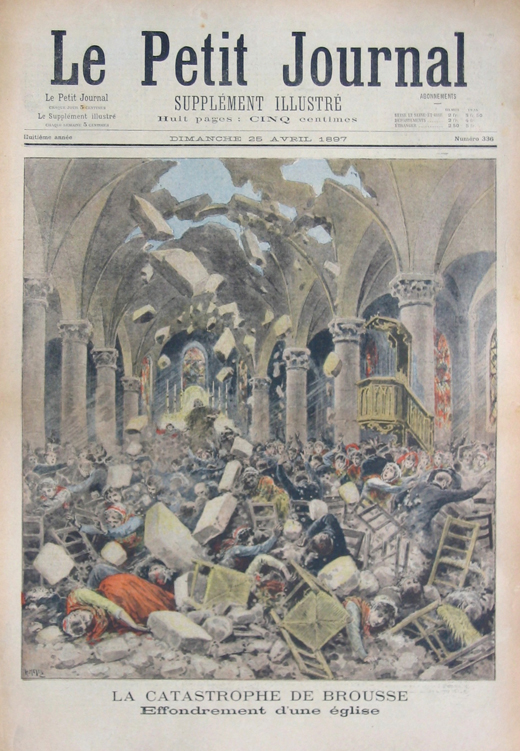 Le Petit Journal
Le Petit Journal
SUPPLÉMENT ILLUSTRÉ
ABONNEMENTS
Le Supplément illustré
Huit pages : CINQ centimes
Huitième année
DIMANCHE 25 AVRIL 1897
Numéro 336
LA CATASTROPHE DE BROUSSE
Effondrement d'une église